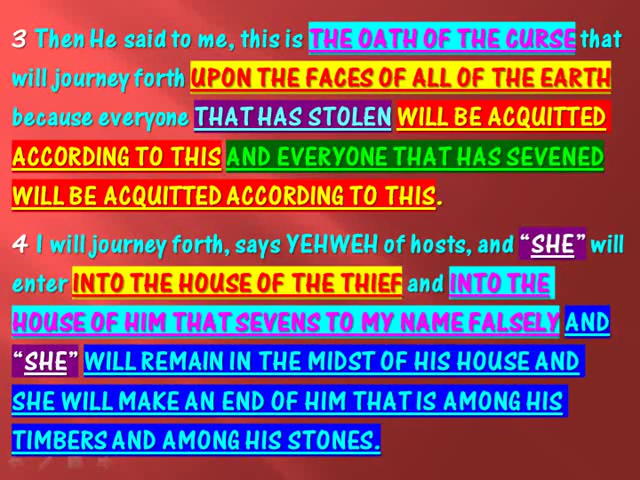 3 Then He said to me, this is THE OATH OF THE CURSE that
will journey forth UPON THE FACES OF ALL OF THE EARTH
because everyone THAT HAS STOLEN WILL BE ACQUITTED
ACCORDING TO THIS AND EVERYONE THAT HAS SEVENED
WILL BE ACQUITTED ACCORDING TO THIS.
4 I will journey forth, says YEHWEH of hosts, and “SHE” will
enter INTO THE HOUSE OF THE THIEF and INTO THE
HOUSE OF HIM THAT SEVENS TO MY NAME FALSELY AND
“SHE” WILL REMAIN IN THE MIDST OF HIS HOUSE AND
SHE WILL MAKE AN END OF HIM THAT IS AMONG HIS
TIMBERS AND AMONG HIS STONES.